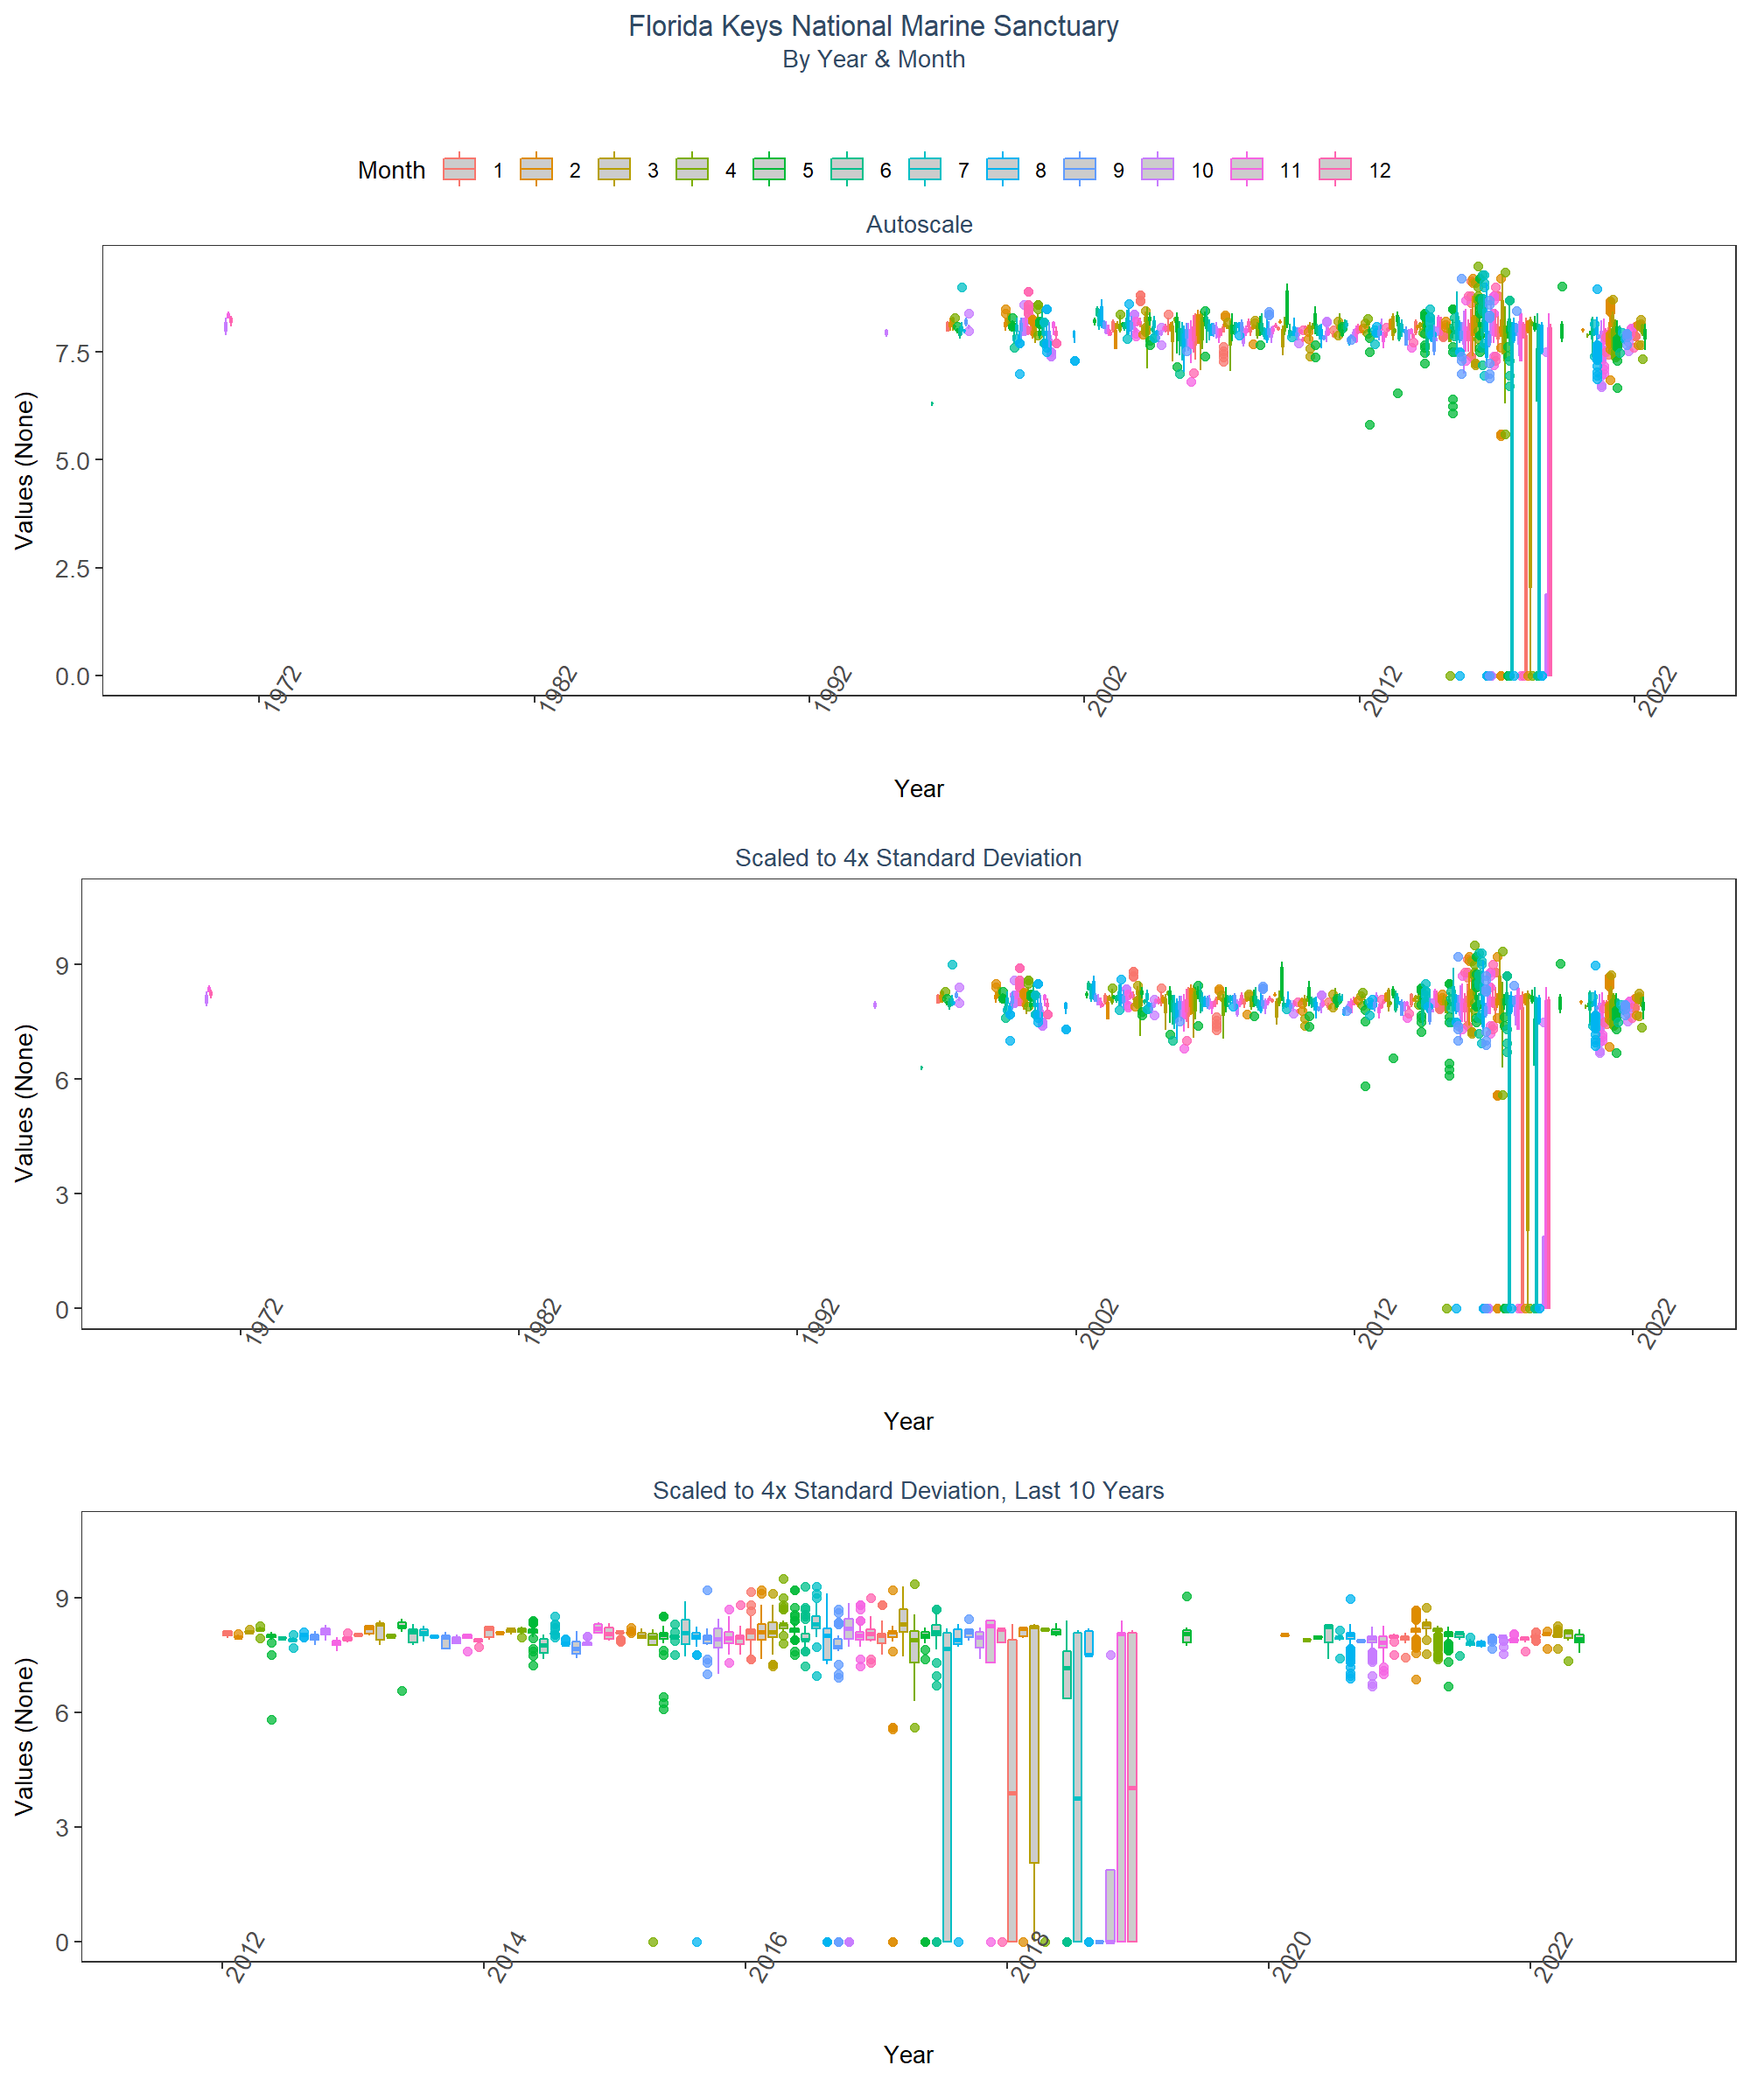 Florida Keys National Marine Sanctuary
By Year & Month
Month 1 2 3 4 5 6 7 8 9 10 11 12
Autoscale
Values (None)
7.5
5.0
2.5
0.0
1972 1982 1992 2002 2012 2022
Year
Scaled to 4x Standard Deviation
Values (None)
9
6
3
0
1972 1982 1992 2002 2012 2022
Year
Scaled to 4x Standard Deviation, Last 10 Years
Values (None)
9
6
3
0
2012 2014 2016 2018 2020 2022
Year